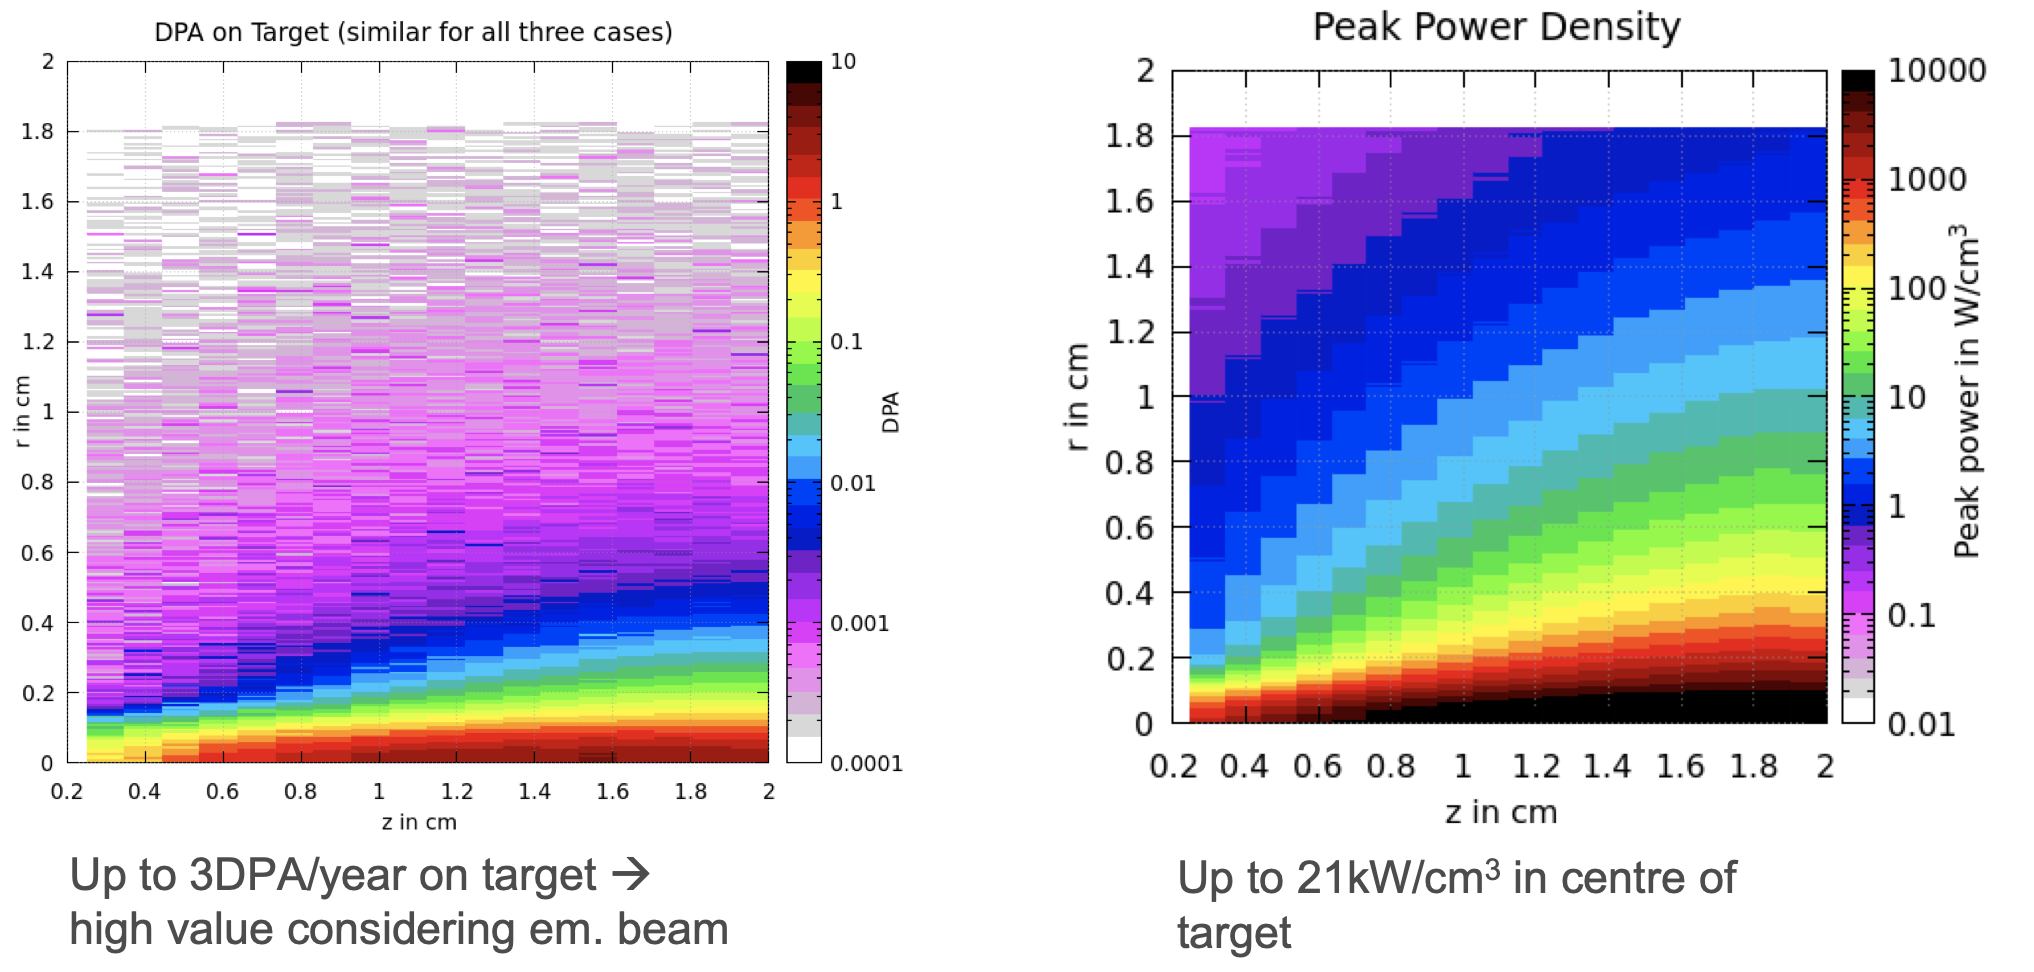 DPA on Target (similar for all three cases)
2
1.8
1.6
1.4
1.2
1
0.8
0.6
0.4
0.2
0
r in cm
0.2 0.4 0.6 0.8 1 1.2 1.4 1.6 1.8 2
z in cm
10
1
0.1
0.01
0.001
0.0001
DPA
Up to 3DPA/year on target →
high value considering em. beam
Peak Power Density
2
1.8
1.6
1.4
1.2
1
0.8
0.6
0.4
0.2
0
r in cm
0.2 0.4 0.6 0.8 1 1.2 1.4 1.6 1.8 2
z in cm
10000
1000
100
10
1
0.1
0.01
Peak power in W/cm³
Up to 21kW/cm³ in centre of
target